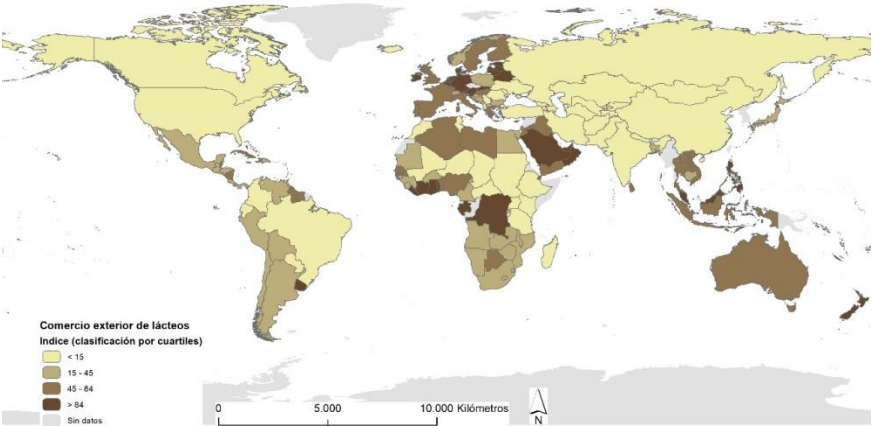 Comercio exterior de lácteos
Indice (clasificación por cuartiles)
< 15
15 - 45
45 - 84
> 84
Sin datos
0 5.000 10.000 Kilómetros
N